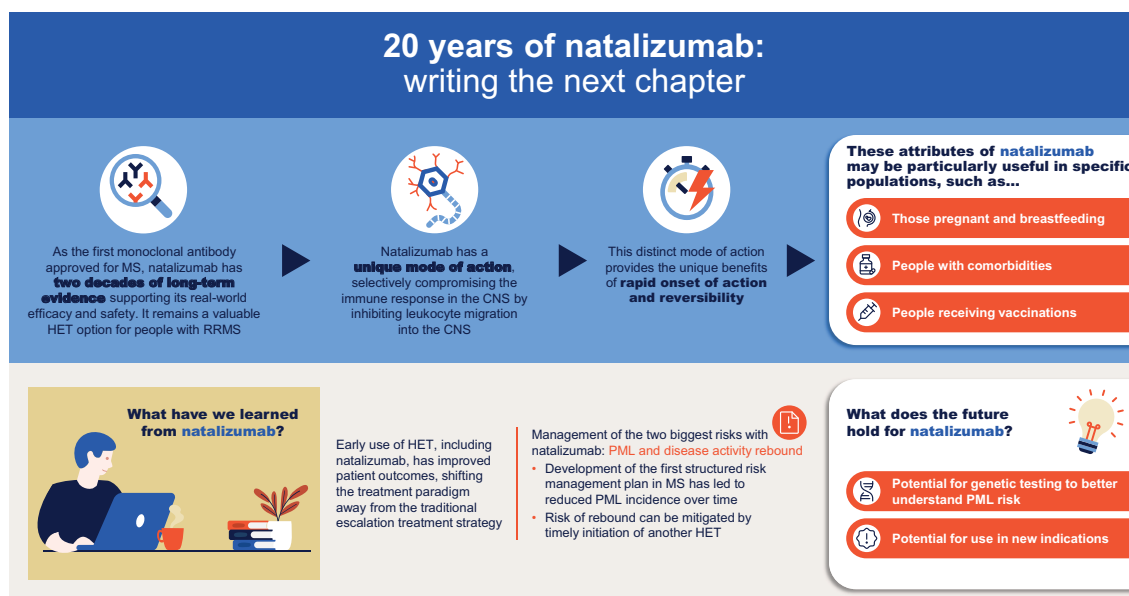 20 years of natalizumab:
writing the next chapter
As the first monoclonal antibody
approved for MS, natalizumab has
two decades of long-term
evidence supporting its real-world
efficacy and safety. It remains a valuable
HET option for people with RRMS
Natalizumab has a
unique mode of action,
selectively compromising the
immune response in the CNS by
inhibiting leukocyte migration
into the CNS
This distinct mode of action
provides the unique benefits
of rapid onset of action
and reversibility
These attributes of natalizumab
may be particularly useful in specific
populations, such as...
Those pregnant and breastfeeding
People with comorbidities
People receiving vaccinations
What have we learned
from natalizumab?
Early use of HET, including
natalizumab, has improved
patient outcomes, shifting
the treatment paradigm
away from the traditional
escalation treatment strategy
Management of the two biggest risks with
natalizumab: PML and disease activity rebound
• Development of the first structured risk
management plan in MS has led to
reduced PML incidence over time
• Risk of rebound can be mitigated by
timely initiation of another HET
What does the future
hold for natalizumab?
Potential for genetic testing to better
understand PML risk
Potential for use in new indications